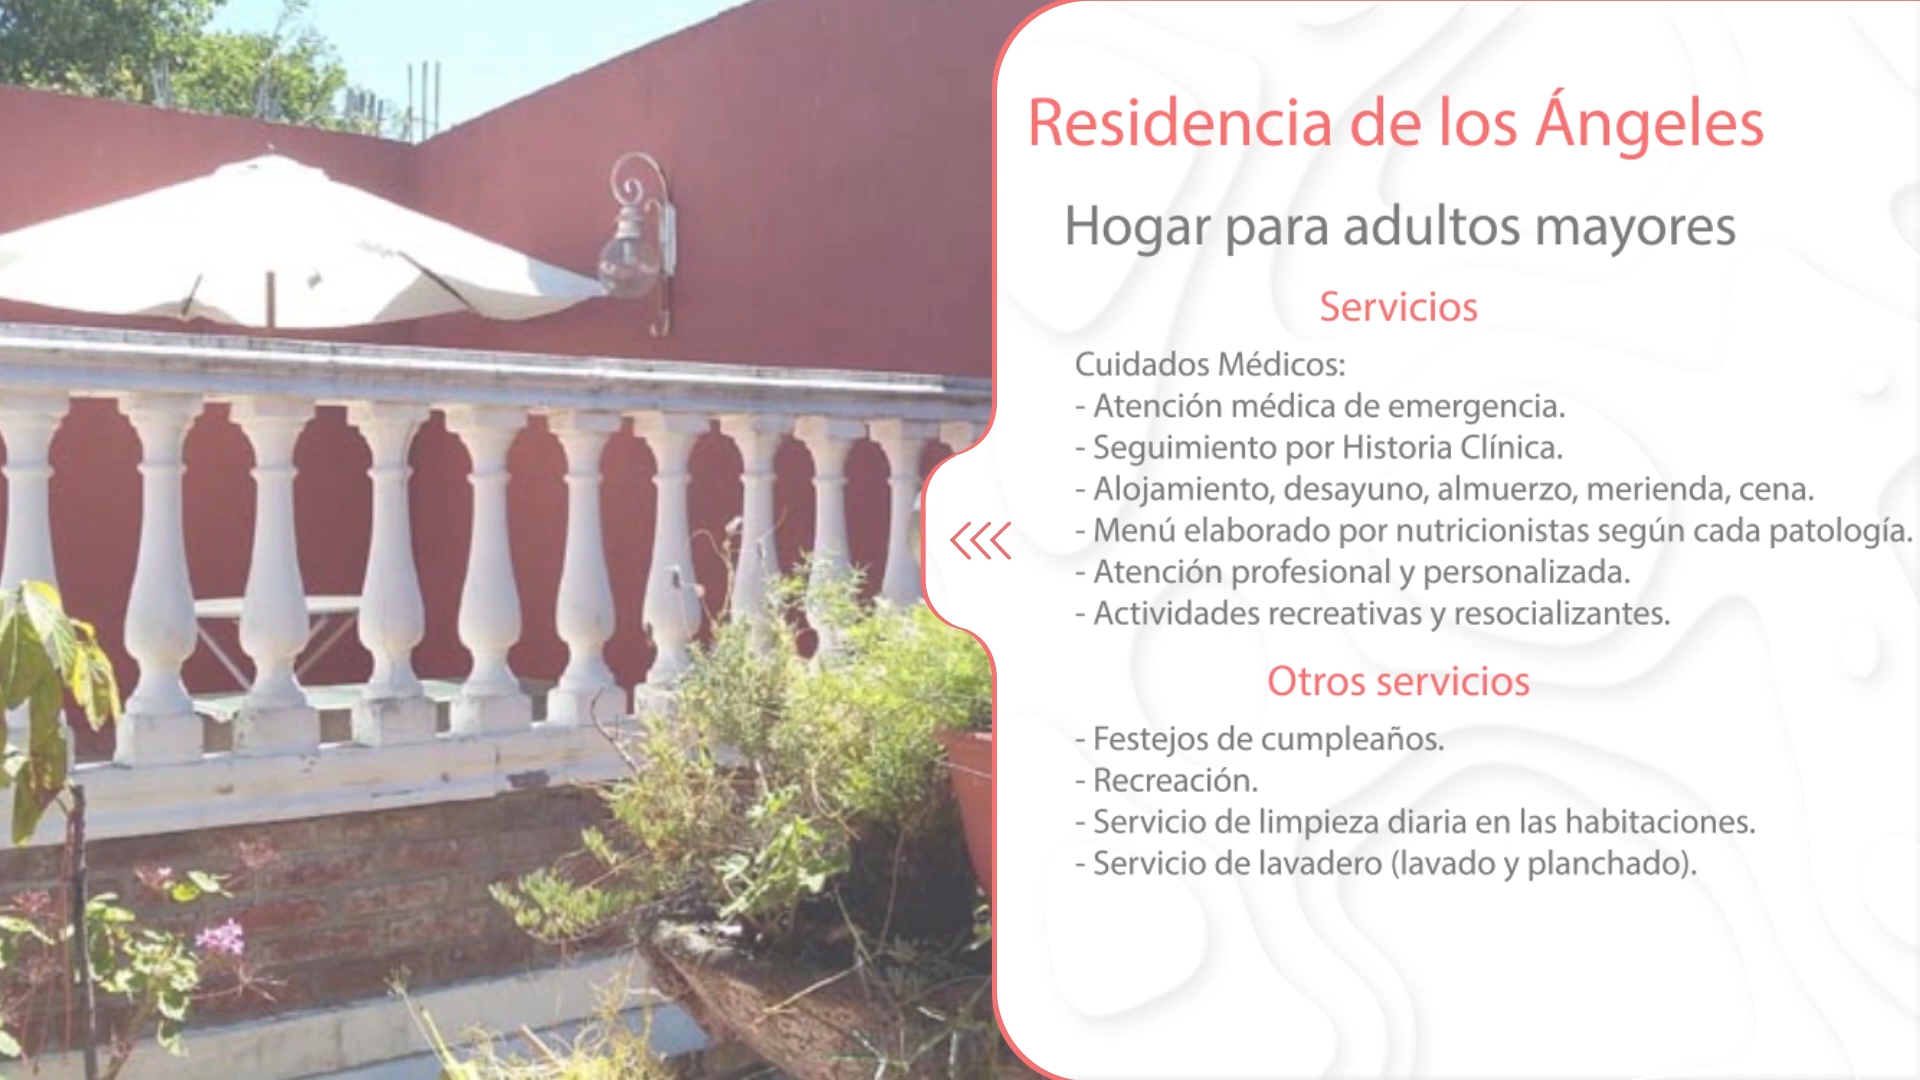 Residencia de los Ángeles
Hogar para adultos mayores
Servicios
Cuidados Médicos:
- Atención médica de emergencia.
- Seguimiento por Historia Clínica.
- Alojamiento, desayuno, almuerzo, merienda, cena.
- Menú elaborado por nutricionistas según cada patología.
- Atención profesional y personalizada.
- Actividades recreativas y resocializantes.
Otros servicios
- Festejos de cumpleaños.
- Recreación.
- Servicio de limpieza diaria en las habitaciones.
- Servicio de lavadero (lavado y planchado).